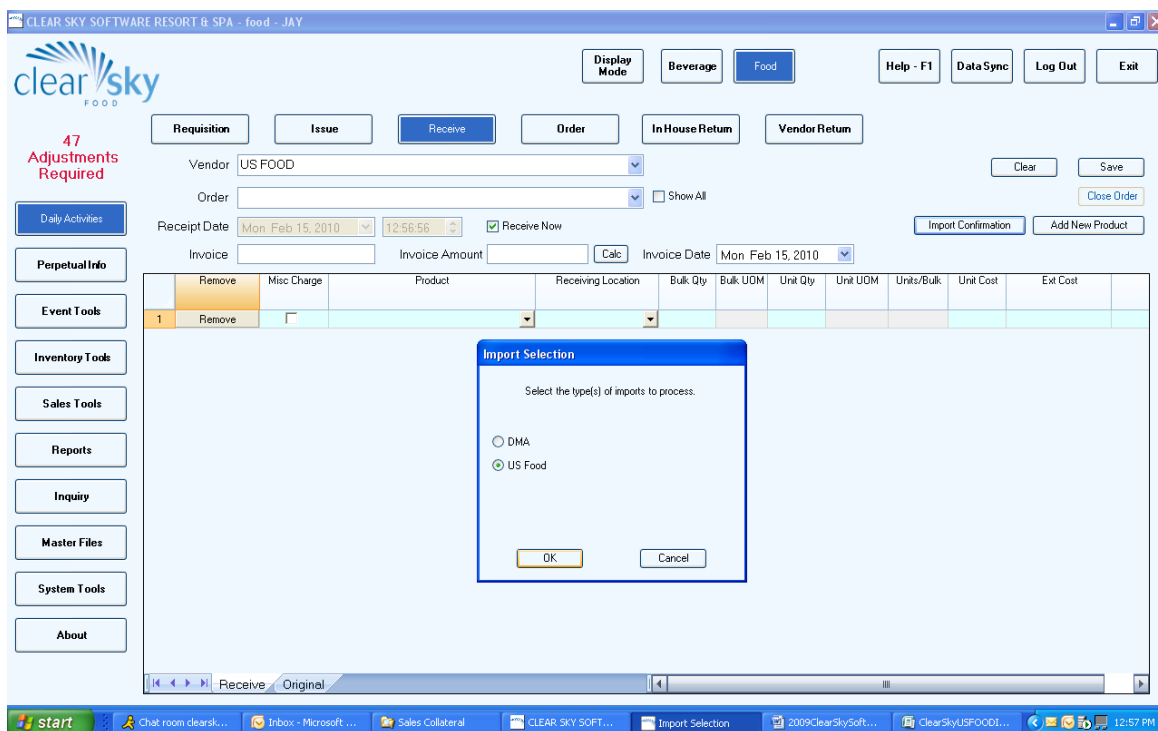 CLEAR SKY SOFTWARE RESORT & SPA - food - JAY
clear sky
FOOD
Display Mode
Beverage
Food
Help - F1
Data Sync
Log Out
Exit
47
Adjustments
Required
Requisition
Issue
Receive
Order
In House Return
Vendor Return
Vendor US FOOD
Clear
Save
Order
Show All
Close Order
Receipt Date Mon Feb 15, 2010 12:56:56 Receive Now
Import Confirmation
Add New Product
Invoice
Invoice Amount
Calc
Invoice Date Mon Feb 15, 2010
Daily Activities
Perpetual Info
Event Tools
Inventory Tools
Sales Tools
Reports
Inquiry
Master Files
System Tools
About
Remove Misc Charge Product Receiving Location Bulk Qty Bulk UOM Unit Qty Unit UOM Units/Bulk Unit Cost Ext Cost
1 Remove
Import Selection
Select the type(s) of imports to process.
DMA
US Food
OK
Cancel
Receive Original
start
Chat room clearsk...
Inbox - Microsoft ...
Sales Collateral
CLEAR SKY SOFT...
Import Selection
2009ClearSkySoft...
ClearSkyUSFOODI...
12:57 PM